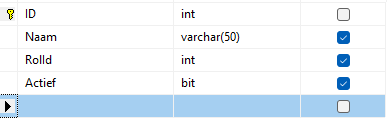 ID int
Naam varchar(50)
RolId int
Actief bit